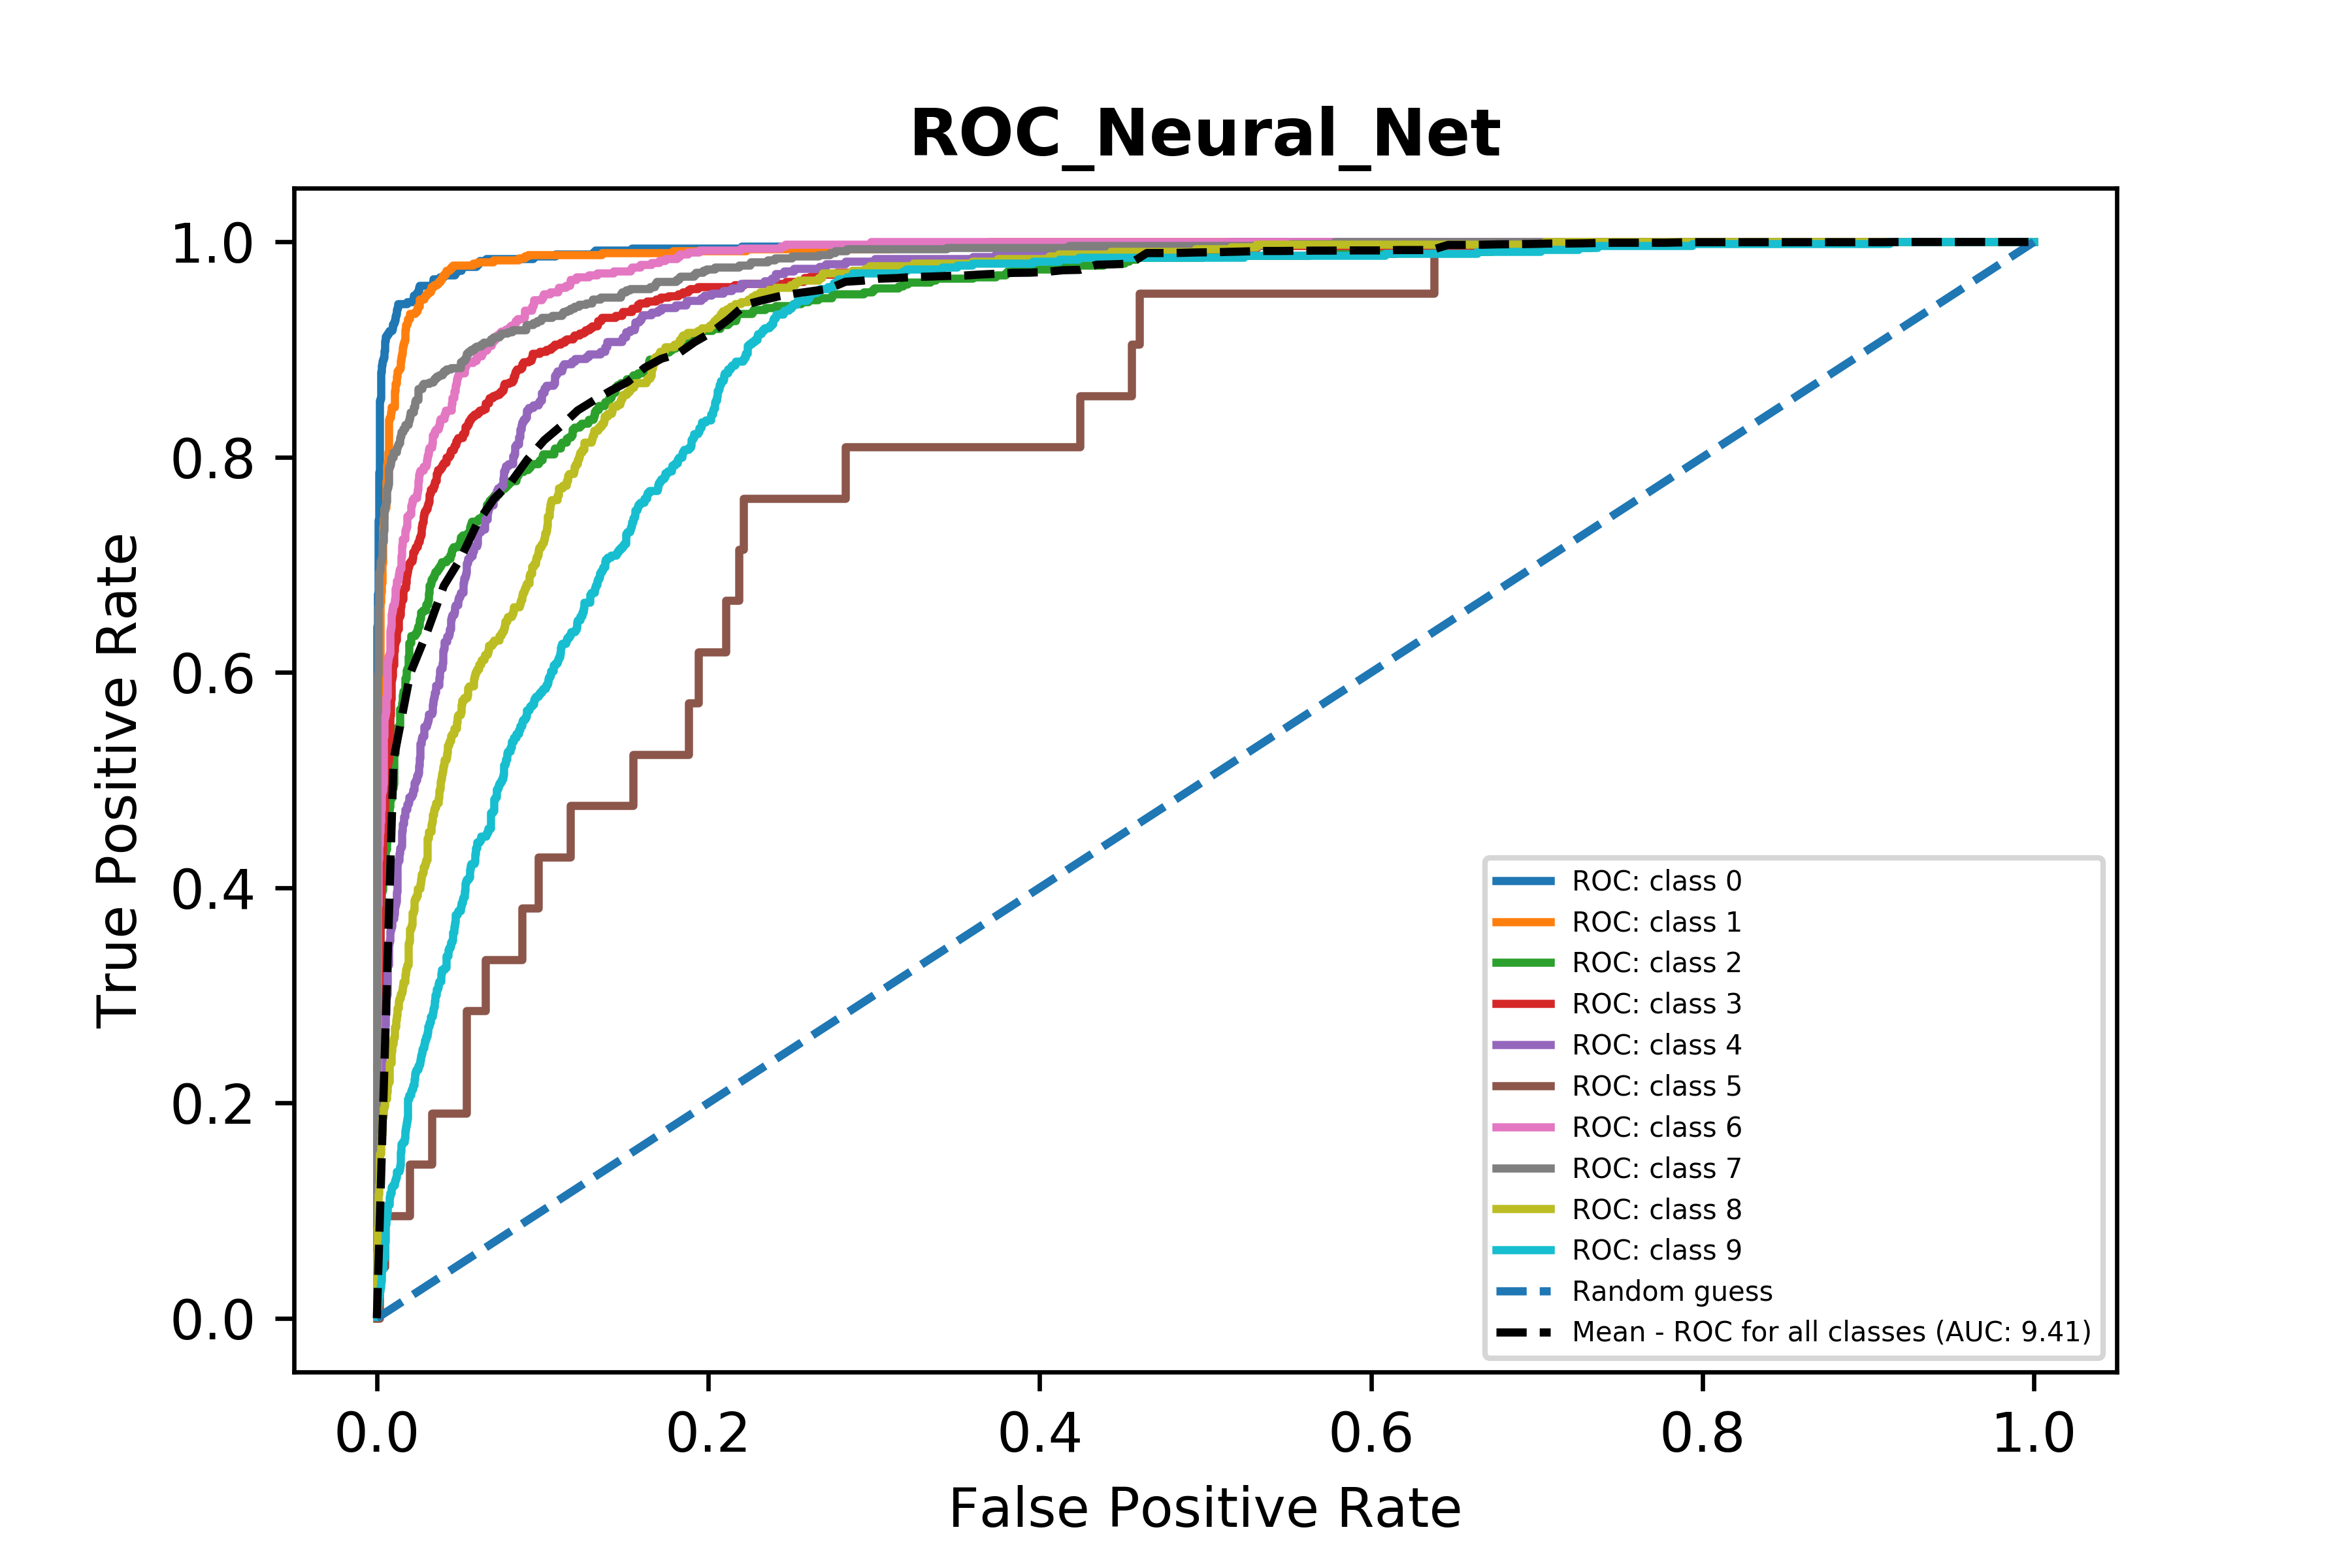 ROC_Neural_Net
True Positive Rate
1.0
0.8
0.6
0.4
0.2
0.0
ROC: class 0
ROC: class 1
ROC: class 2
ROC: class 3
ROC: class 4
ROC: class 5
ROC: class 6
ROC: class 7
ROC: class 8
ROC: class 9
Random guess
Mean - ROC for all classes (AUC: 9.41)
0.0 0.2 0.4 0.6 0.8 1.0
False Positive Rate